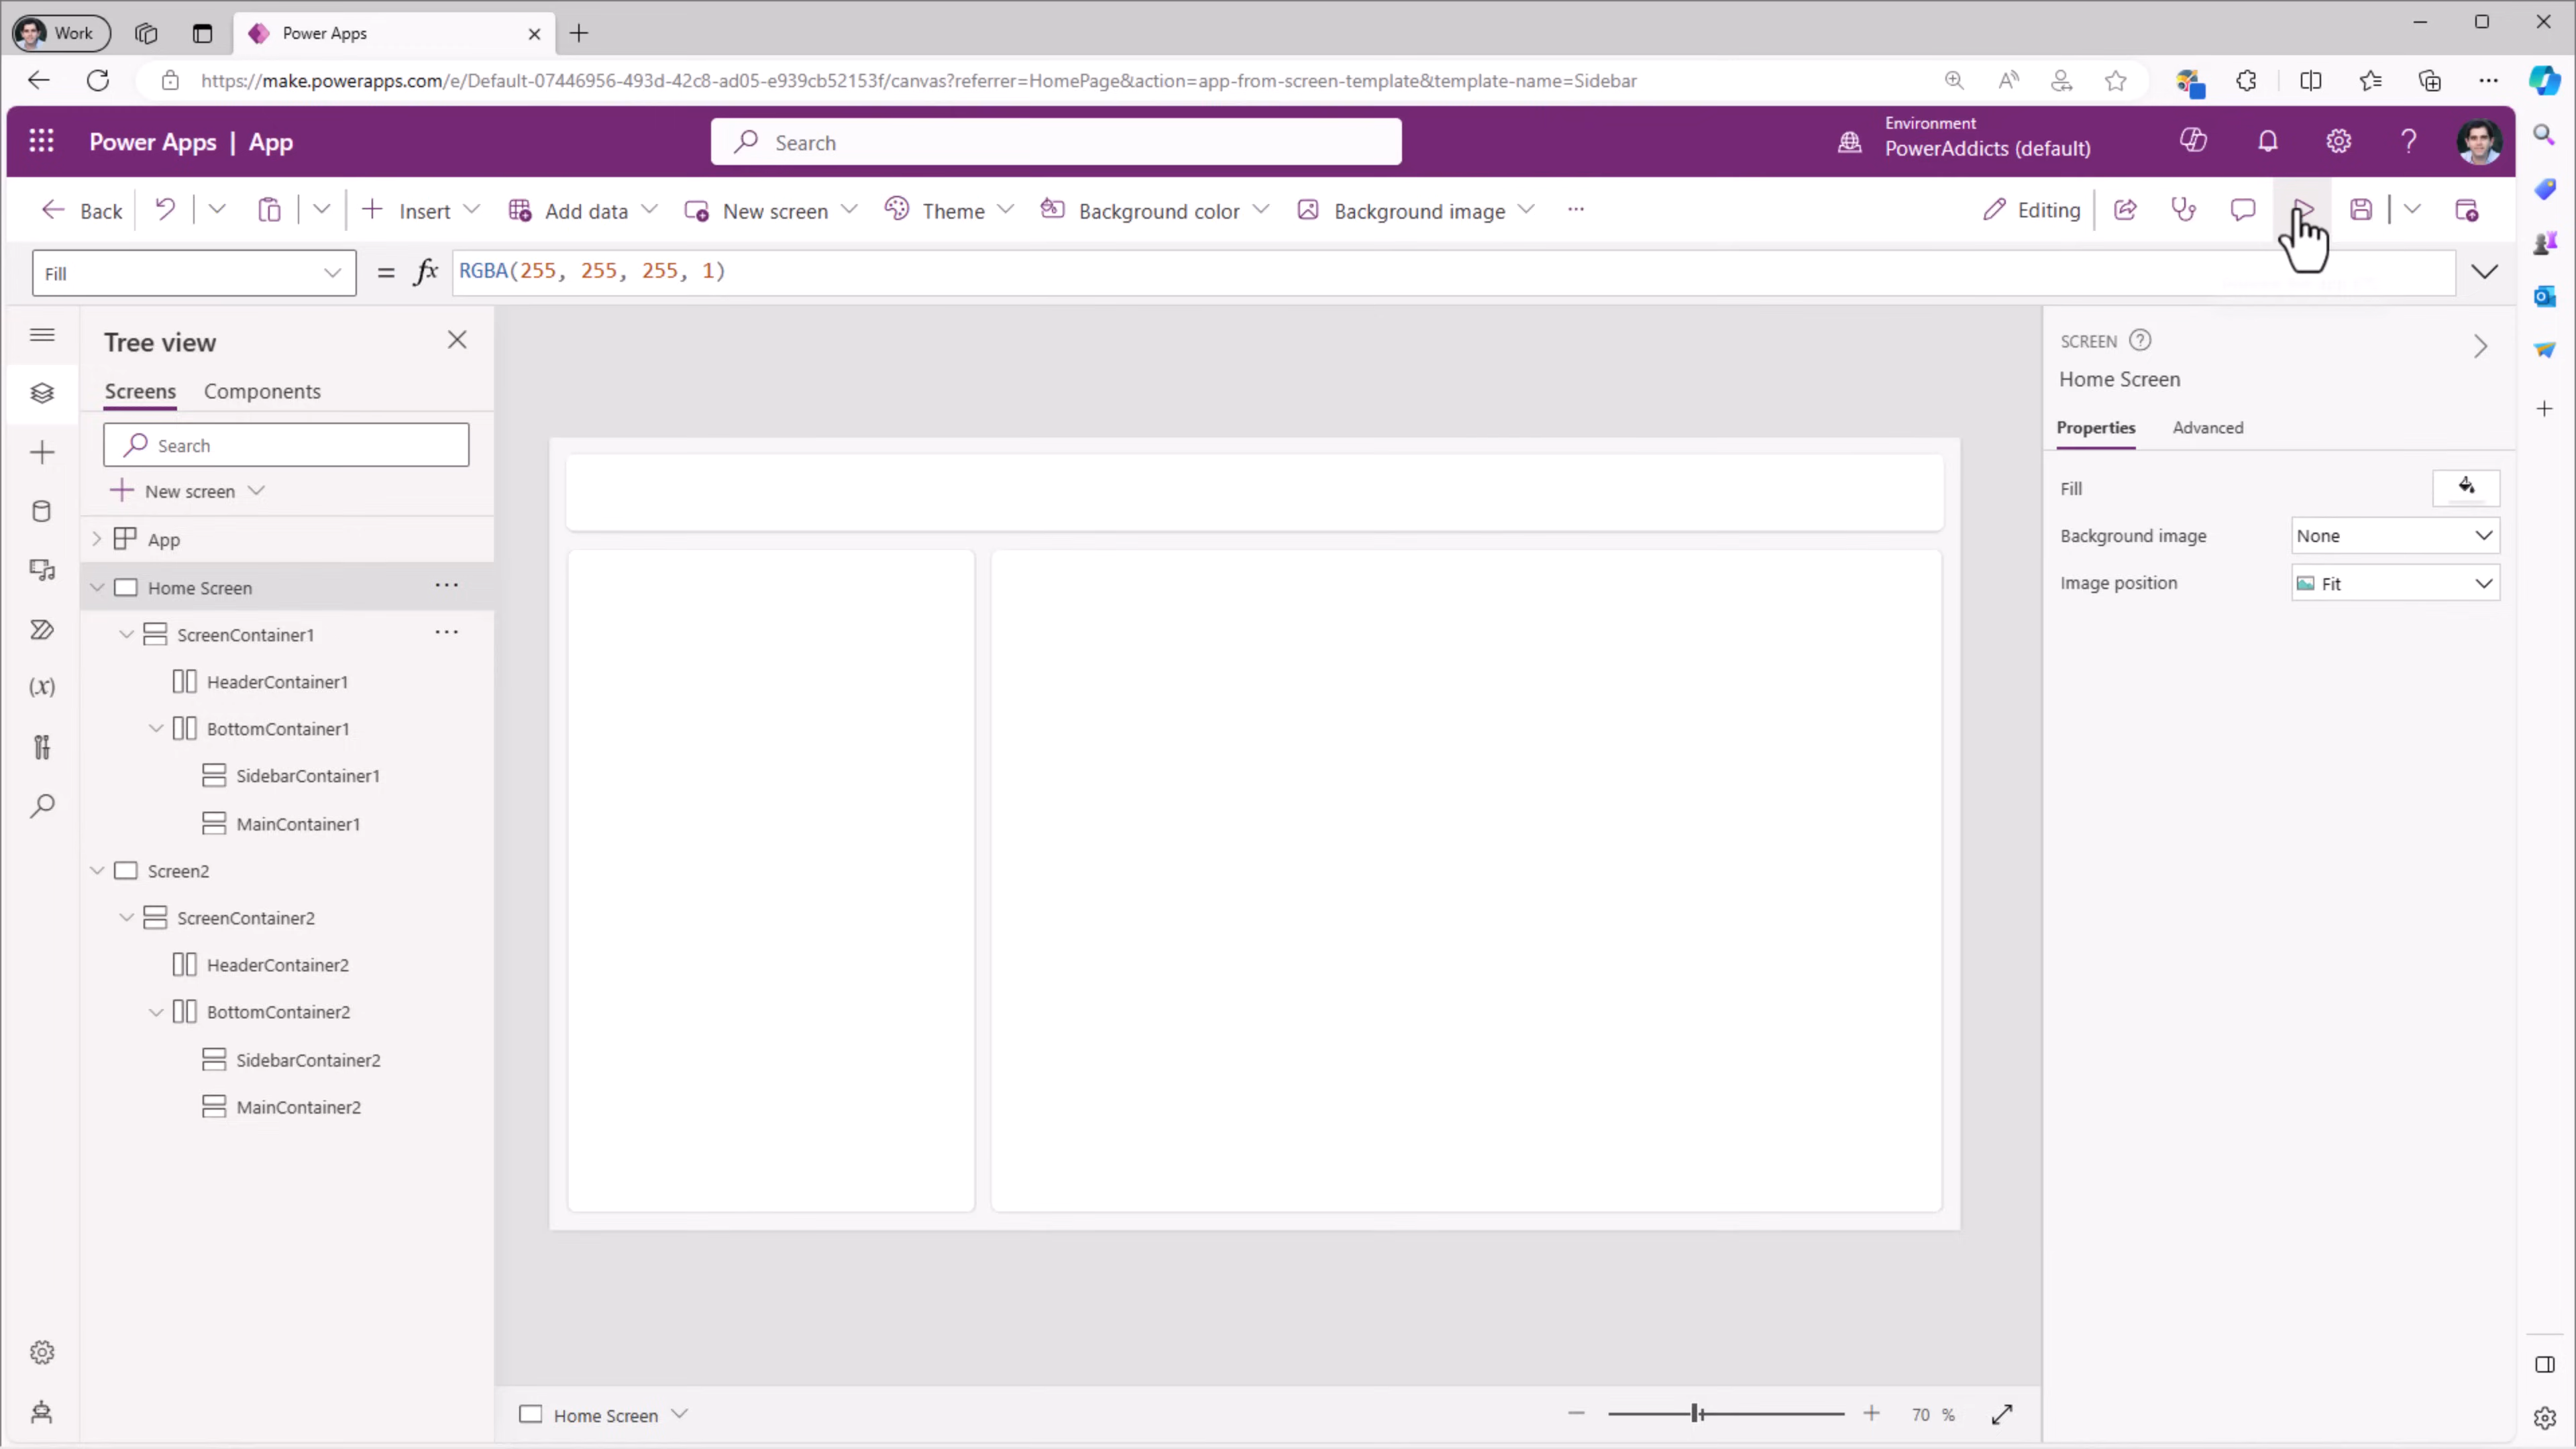 Work
Power Apps
https://make.powerapps.com/e/Default-07446956-493d-42c8-ad05-e939cb52153f/canvas?referrer=HomePage&action=app-from-screen-template&template-name=Sidebar
Power Apps | App
Search
Environment
PowerAddicts (default)
Back
Insert
Add data
New screen
Theme
Background color
Background image
...
Editing
Fill
= fx
RGBA(255, 255, 255, 1)
Tree view
Screens
Components
Search
New screen
App
Home Screen
...
ScreenContainer1
...
HeaderContainer1
BottomContainer1
SidebarContainer1
MainContainer1
Screen2
ScreenContainer2
HeaderContainer2
BottomContainer2
SidebarContainer2
MainContainer2
(x)
SCREEN
Home Screen
Properties
Advanced
Fill
Background image
None
Image position
Fit
Home Screen
70 %